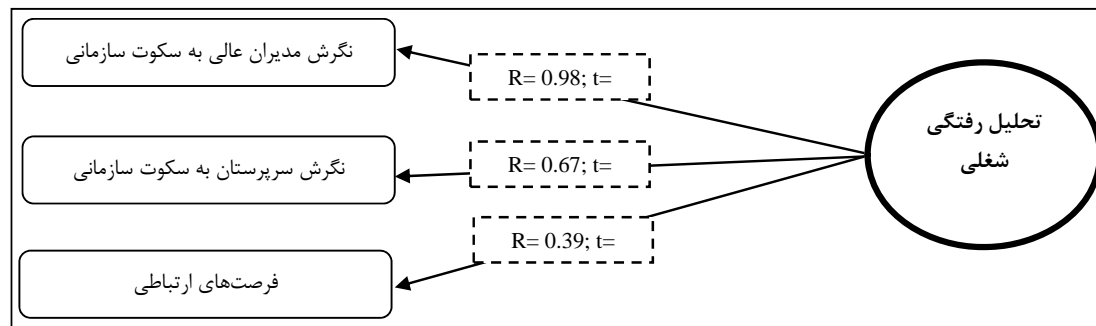 نگرش مدیران عالی به سکوت سازمانی
R= 0.98; t=
تحلیل رفتگی
شغلی
نگرش سرپرستان به سکوت سازمانی
R= 0.67; t=
R= 0.39; t=
فرصت‌های ارتباطی